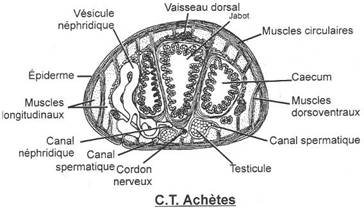 Vaisseau dorsal
Vésicule
néphridique
Jabot
Muscles circulaires
Épiderme
Caecum
Muscles
longitudinaux
Muscles
dorsoventraux
Canal
néphridique
Canal
spermatique
Cordon
nerveux
Testicule
Canal spermatique
C.T. Achètes